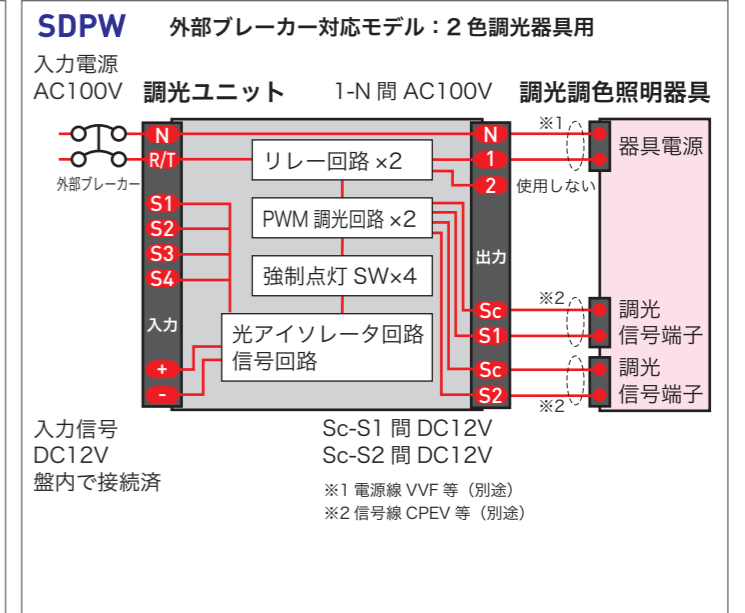 SDPW 外部ブレーカー対応モデル：2 色調光器具用
入力電源
AC100V
調光ユニット
1-N 間 AC100V
調光調色照明器具
外部ブレーカー
N
R/T
S1
S2
S3
S4
入力
+
-
リレー回路 ×2
PWM 調光回路 ×2
強制点灯 SW×4
光アイソレータ回路
信号回路
N
1
2
使用しない
出力
Sc
S1
Sc
S2
※1
※2
※2
器具電源
調光
信号端子
調光
信号端子
入力信号
DC12V
盤内で接続済
Sc-S1 間 DC12V
Sc-S2 間 DC12V
※1 電源線 VVF 等（別途）
※2 信号線 CPEV 等（別途）